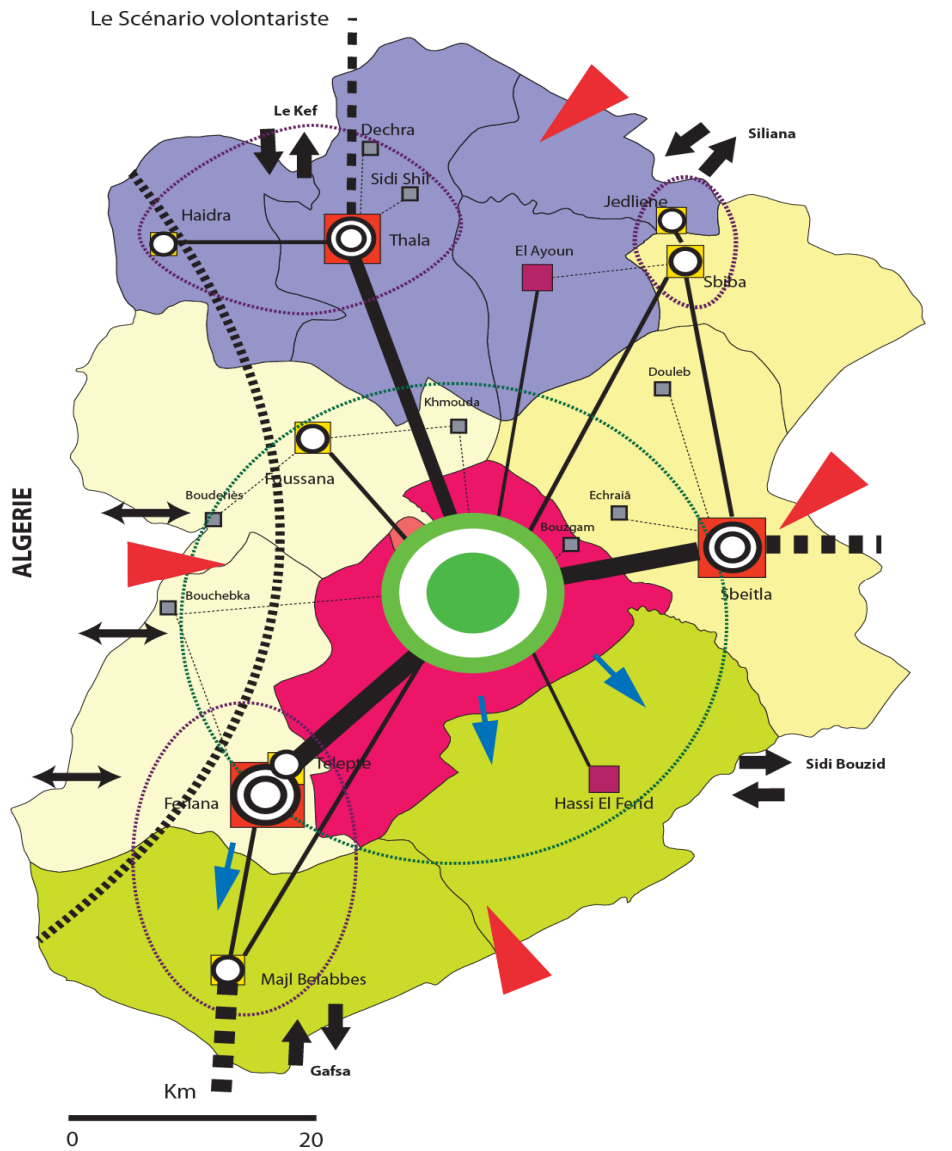 Le Scénario volontariste
Le Kef
Siliana
Dechra
Sidi Shil
Jedliene
Haidra
Thala
El Ayoun
Sbiba
Douleb
Khmouda
Foussana
Bouderiès
Echraiâ
Bouzgam
ALGERIE
Bouchebka
Sbeitla
Telepte
Sidi Bouzid
Feriana
Hassi El Ferid
Majl Belabbes
Gafsa
Km
0 20